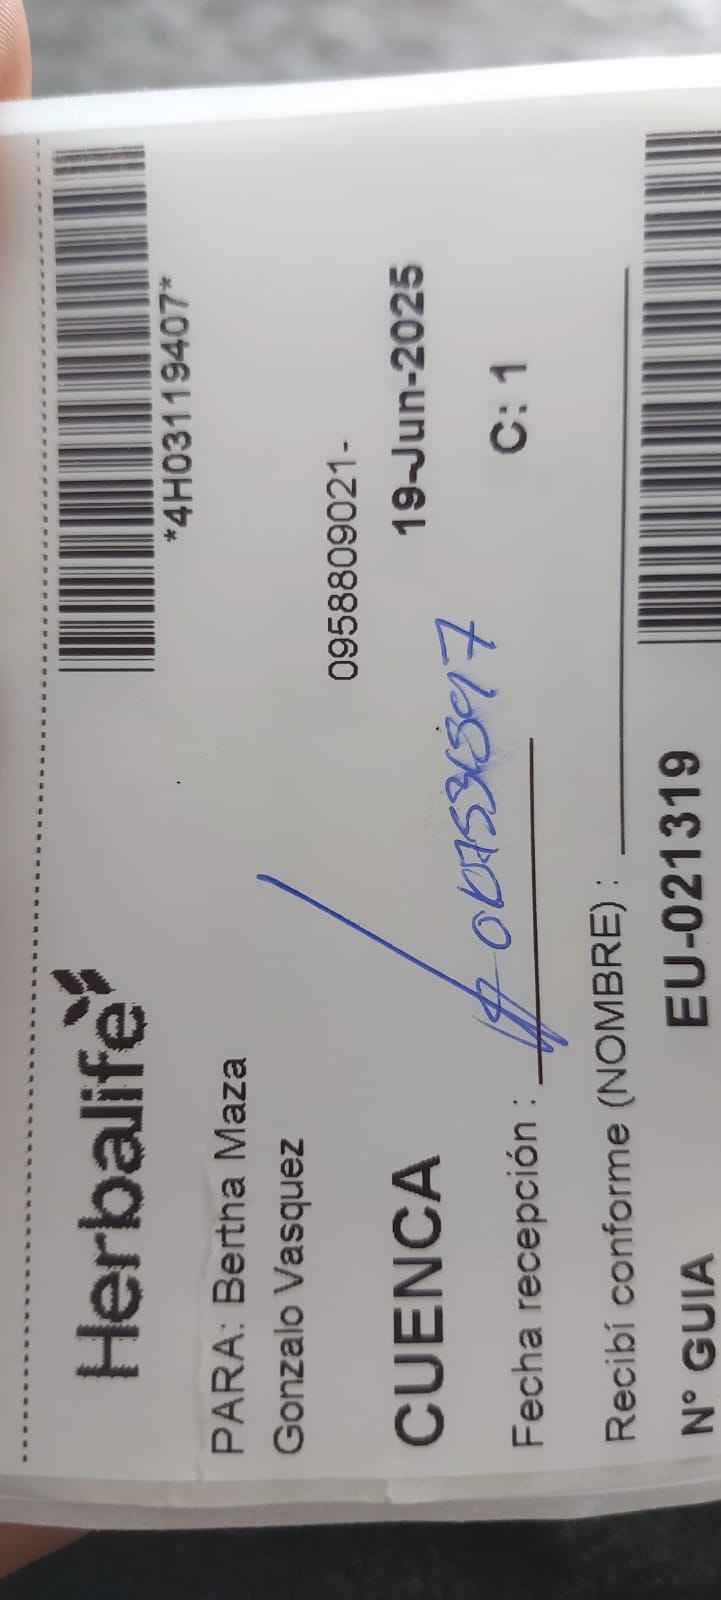 Herbalife
*4H03119407*
PARA: Bertha Maza
Gonzalo Vasquez
0958809021-
CUENCA 19-Jun-2025
Fecha recepción : C: 1
Recibí conforme (NOMBRE) :
N° GUIA EU-021319